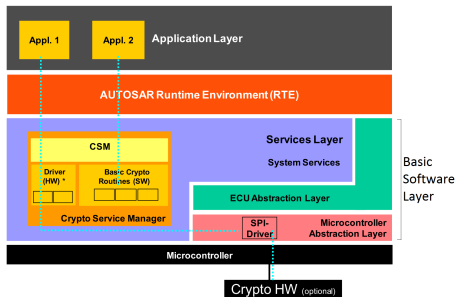 Appl. 1
Appl. 2
Application Layer
AUTOSAR Runtime Environment (RTE)
Services Layer
System Services
CSM
Driver
(HW) *
Basic Crypto
Routines (SW)
Crypto Service Manager
ECU Abstraction Layer
SPI-
Driver
Microcontroller
Abstraction Layer
Basic
Software
Layer
Microcontroller
Crypto HW (optional)